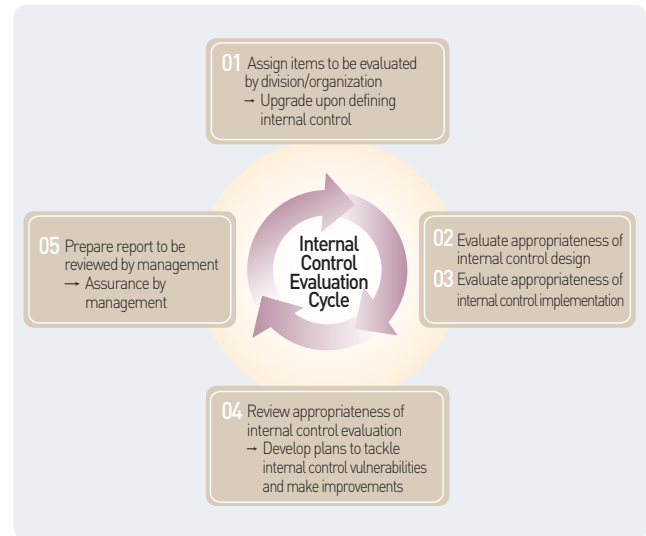 01 Assign items to be evaluated
by division/organization
→ Upgrade upon defining
internal control
02 Evaluate appropriateness of
internal control design
03 Evaluate appropriateness of
internal control implementation
04 Review appropriateness of
internal control evaluation
→ Develop plans to tackle
internal control vulnerabilities
and make improvements
05 Prepare report to be
reviewed by management
→ Assurance by
management
Internal
Control
Evaluation
Cycle